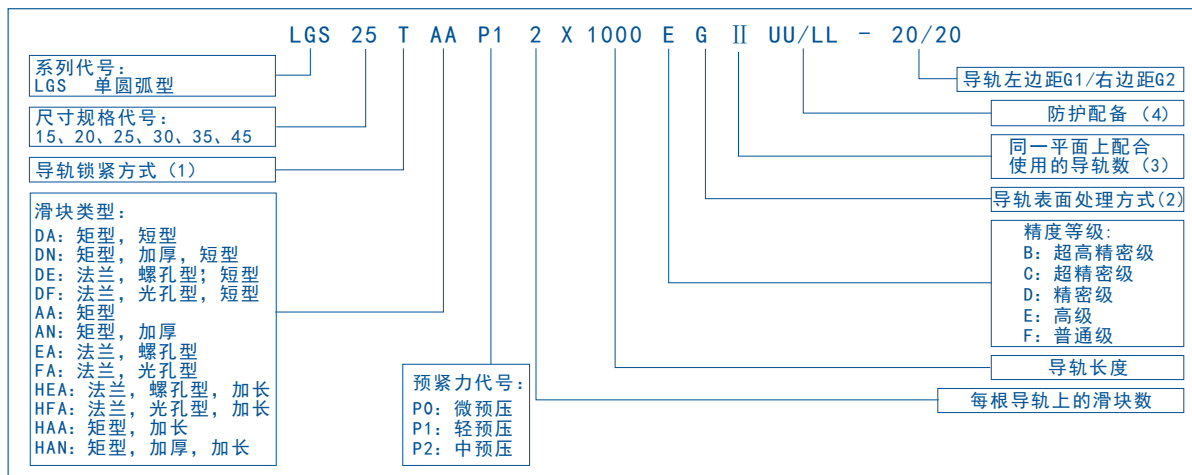 LGS 25 T AA P1 2 X 1000 E G Ⅱ UU/LL - 20/20
系列代号：
LGS 单圆弧型
尺寸规格代号：
15、20、25、30、35、45
导轨锁紧方式（1）
滑块类型：
DA：矩型，短型
DN：矩型，加厚，短型
DE：法兰，螺孔型；短型
DF：法兰，光孔型，短型
AA：矩型
AN：矩型，加厚
EA：法兰，螺孔型
FA：法兰，光孔型
HEA：法兰，螺孔型，加长
HFA：法兰，光孔型，加长
HAA：矩型，加长
HAN：矩型，加厚，加长
预紧力代号：
P0：微预压
P1：轻预压
P2：中预压
导轨左边距G1/右边距G2
防护配备（4）
同一平面上配合
使用的导轨数（3）
导轨表面处理方式(2)
精度等级:
B：超高精密级
C：超精密级
D：精密级
E：高级
F：普通级
导轨长度
每根导轨上的滑块数